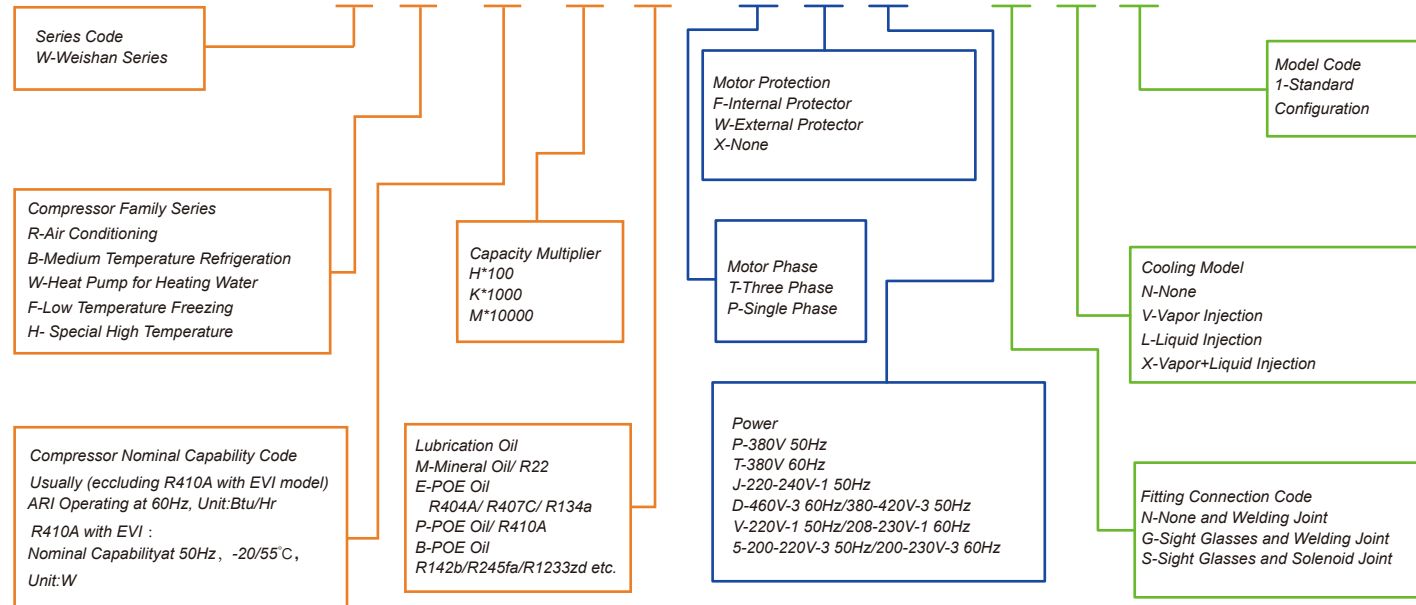 Series Code
W-Weishan Series
Compressor Family Series
R-Air Conditioning
B-Medium Temperature Refrigeration
W-Heat Pump for Heating Water
F-Low Temperature Freezing
H- Special High Temperature
Compressor Nominal Capability Code
Usually (eccluding R410A with EVI model)
ARI Operating at 60Hz, Unit:Btu/Hr
R410A with EVI :
Nominal Capabilityat 50Hz、-20/55℃,
Unit:W
Capacity Multiplier
H*100
K*1000
M*10000
Lubrication Oil
M-Mineral Oil/ R22
E-POE Oil
R404A/ R407C/ R134a
P-POE Oil/ R410A
B-POE Oil
R142b/R245fa/R1233zd etc.
Motor Protection
F-Internal Protector
W-External Protector
X-None
Motor Phase
T-Three Phase
P-Single Phase
Power
P-380V 50Hz
T-380V 60Hz
J-220-240V-1 50Hz
D-460V-3 60Hz/380-420V-3 50Hz
V-220V-1 50Hz/208-230V-1 60Hz
5-200-220V-3 50Hz/200-230V-3 60Hz
Model Code
1-Standard
Configuration
Cooling Model
N-None
V-Vapor Injection
L-Liquid Injection
X-Vapor+Liquid Injection
Fitting Connection Code
N-None and Welding Joint
G-Sight Glasses and Welding Joint
S-Sight Glasses and Solenoid Joint